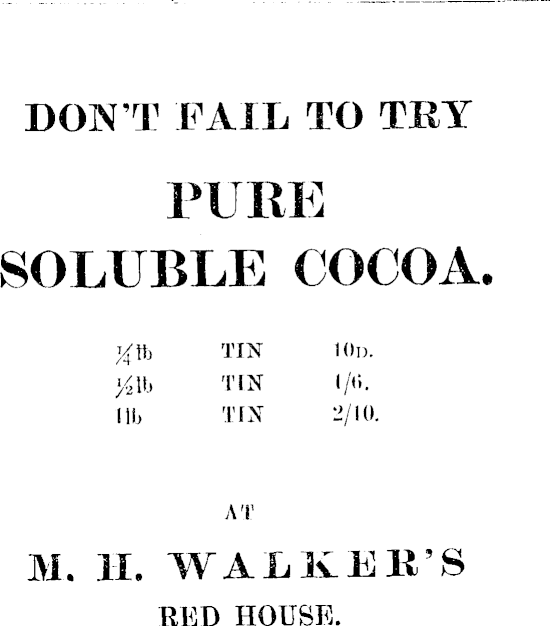 DON'T FAIL TO TRY
PURE
SOLUBLE COCOA.
¼lb TIN 10D.
½lb TIN 1/6.
1lb TIN 2/10.
AT
M. H. WALKER'S
RED HOUSE.